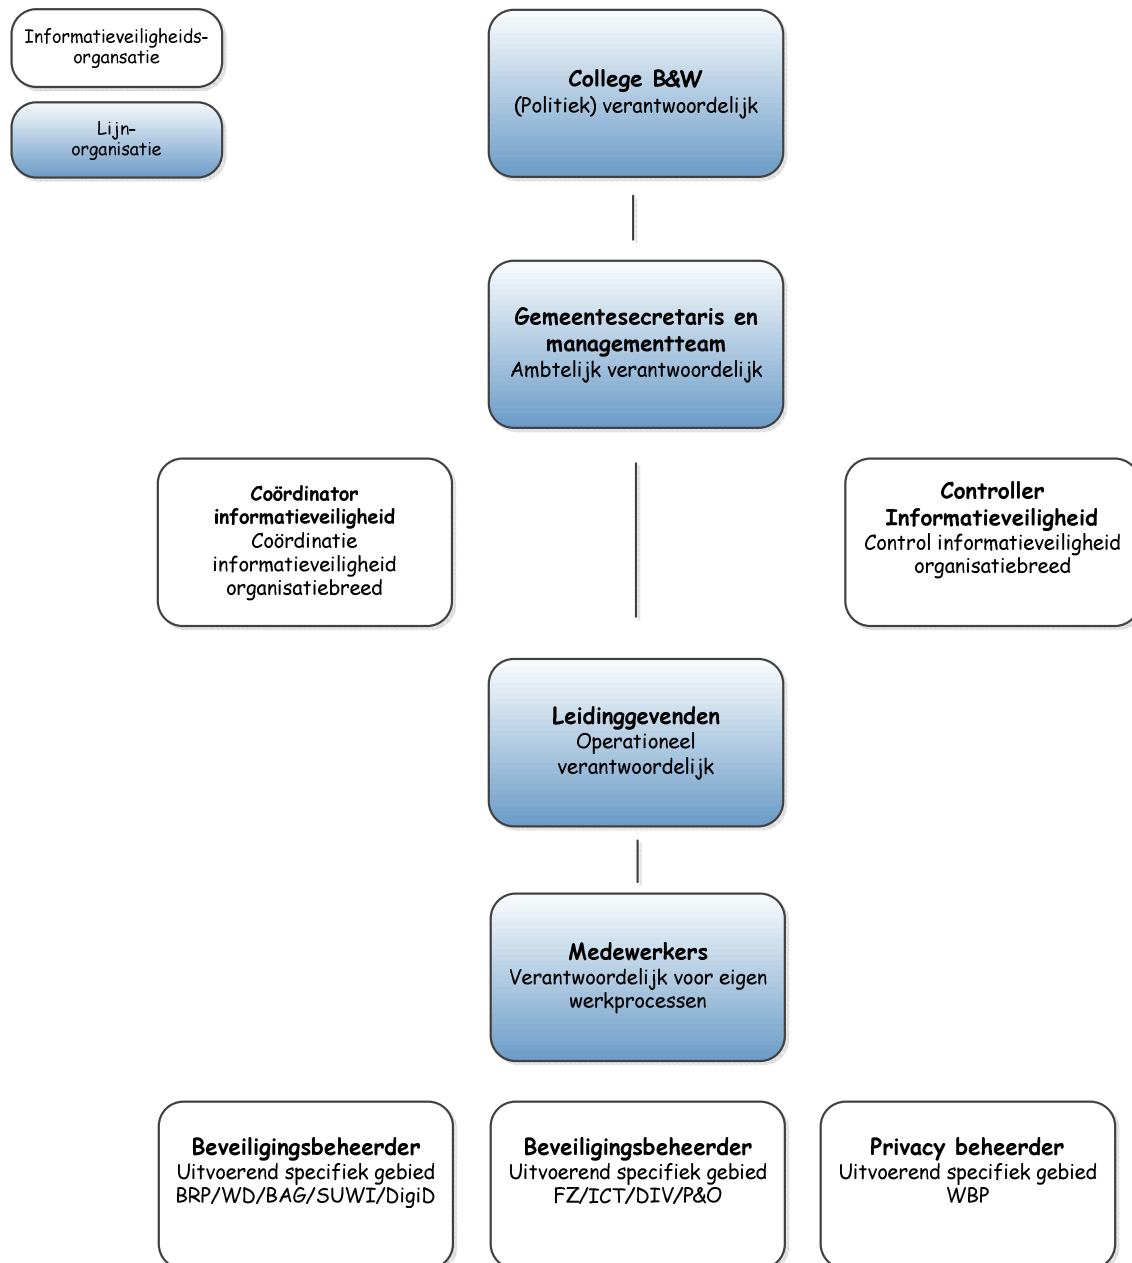 Informatieveiligheids-
organsatie
Lijn-
organisatie
College B&W
(Politiek) verantwoordelijk
Gemeentesecretaris en
managementteam
Ambtelijk verantwoordelijk
Coördinator
informatieveiligheid
Coördinatie
informatieveiligheid
organisatiebreed
Controller
Informatieveiligheid
Control informatieveiligheid
organisatiebreed
Leidinggevenden
Operationeel
verantwoordelijk
Medewerkers
Verantwoordelijk voor eigen
werkprocessen
Beveiligingsbeheerder
Uitvoerend specifiek gebied
BRP/WD/BAG/SUWI/DigiD
Beveiligingsbeheerder
Uitvoerend specifiek gebied
FZ/ICT/DIV/P&O
Privacy beheerder
Uitvoerend specifiek gebied
WBP